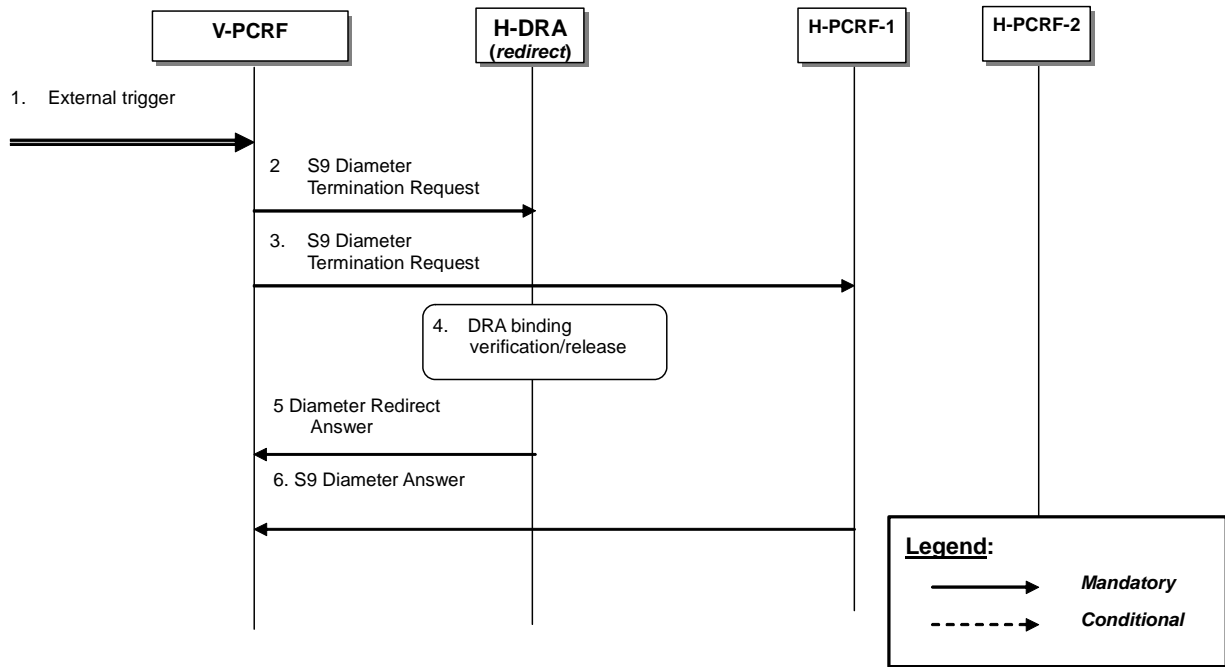 V-PCRF
H-DRA
(redirect)
H-PCRF-1
H-PCRF-2
1. External trigger
2 S9 Diameter
Termination Request
3. S9 Diameter
Termination Request
4. DRA binding
verification/release
5 Diameter Redirect
Answer
6. S9 Diameter Answer
Legend:
Mandatory
Conditional